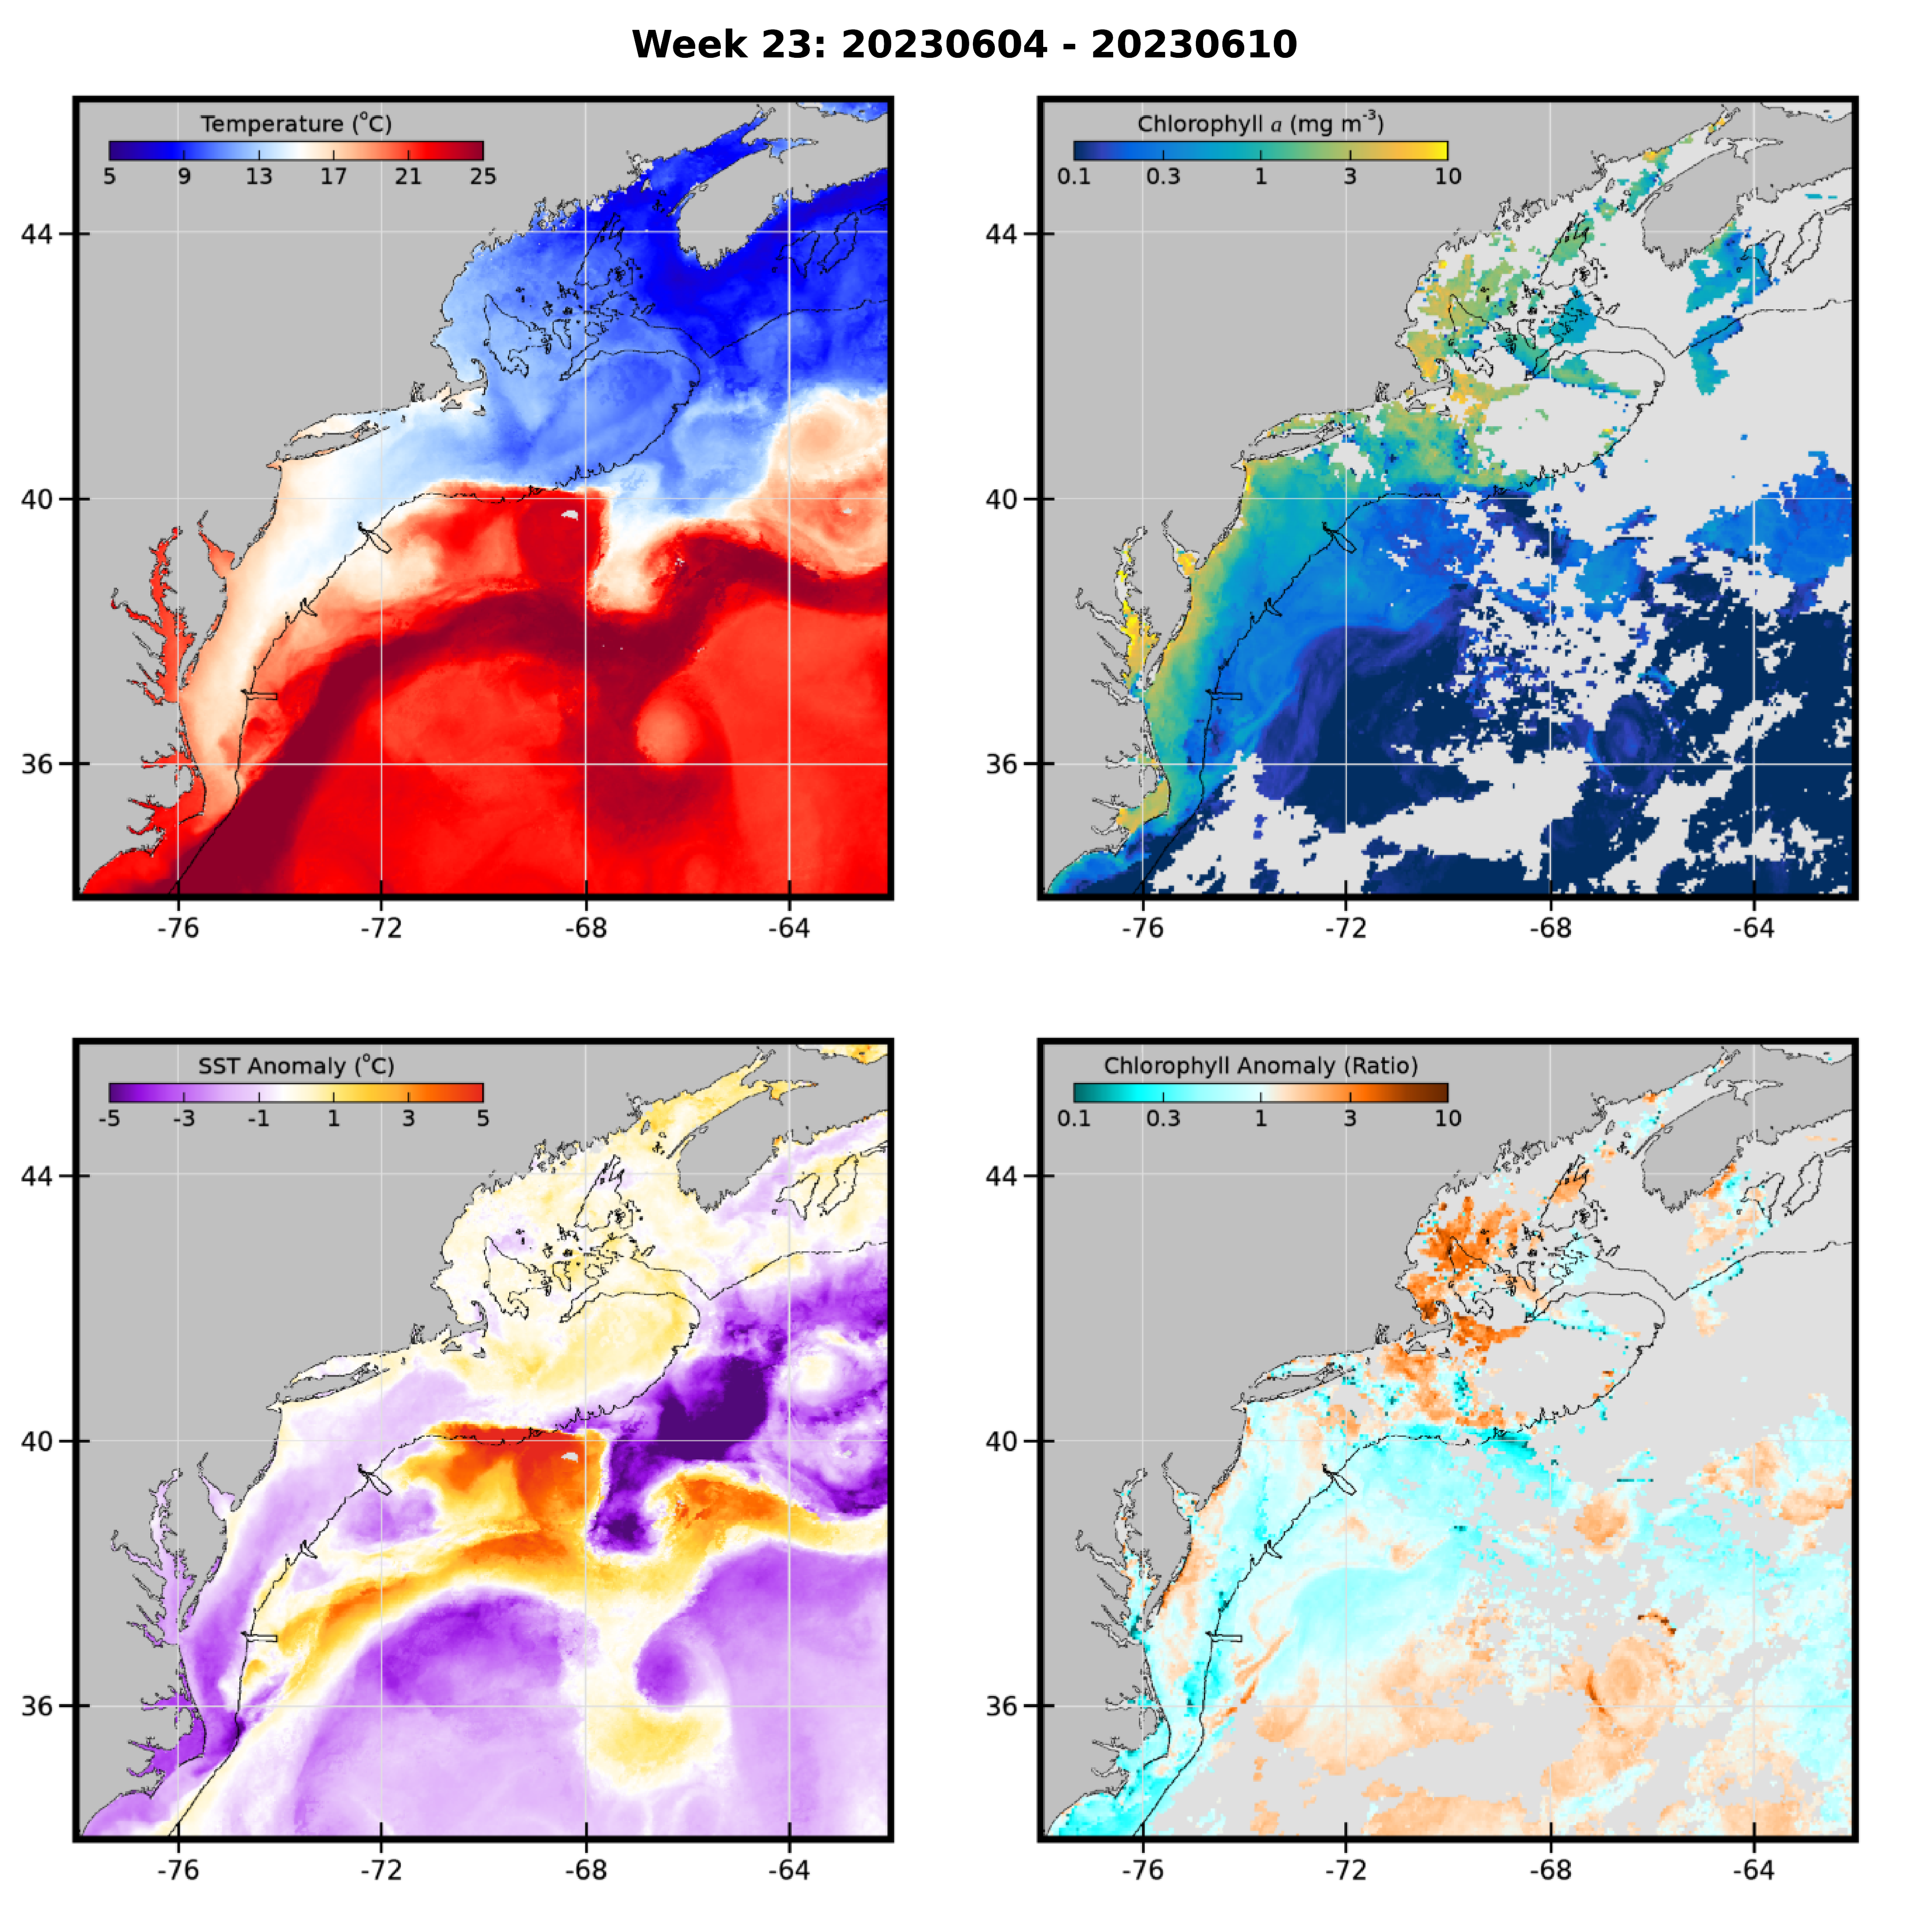 Week 23: 20230604 - 20230610
Temperature (°C)
5 9 13 17 21 25
44
40
36
-76 -72 -68 -64
Chlorophyll a (mg m⁻³)
0.1 0.3 1 3 10
44
40
36
-76 -72 -68 -64
SST Anomaly (°C)
-5 -3 -1 1 3 5
44
40
36
-76 -72 -68 -64
Chlorophyll Anomaly (Ratio)
0.1 0.3 1 3 10
44
40
36
-76 -72 -68 -64